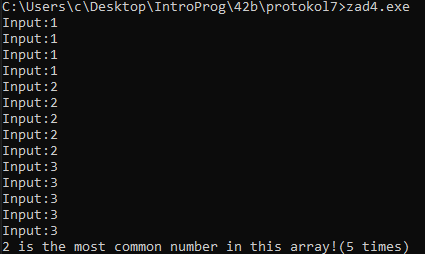 C:\Users\c\Desktop\IntroProg\42b\protokol7>zad4.exe
Input:1
Input:1
Input:1
Input:1
Input:2
Input:2
Input:2
Input:2
Input:2
Input:3
Input:3
Input:3
Input:3
Input:3
2 is the most common number in this array!(5 times)